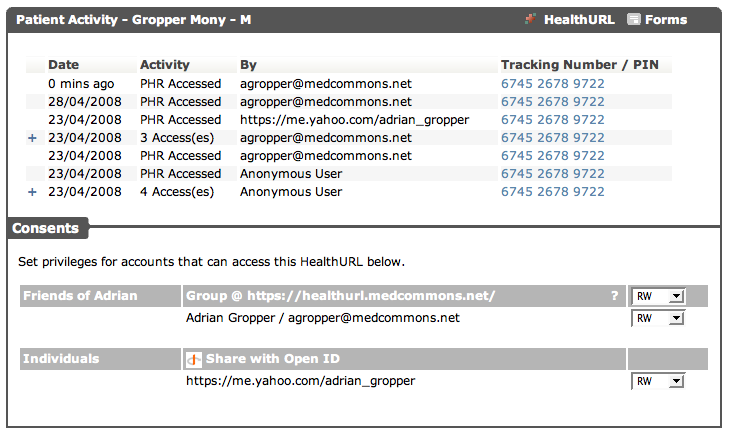 Patient Activity - Gropper Mony - M HealthURL Forms
Date Activity By Tracking Number / PIN
0 mins ago PHR Accessed agropper@medcommons.net 6745 2678 9722
28/04/2008 PHR Accessed agropper@medcommons.net 6745 2678 9722
23/04/2008 PHR Accessed https://me.yahoo.com/adrian_gropper 6745 2678 9722
+ 23/04/2008 3 Access(es) agropper@medcommons.net 6745 2678 9722
23/04/2008 PHR Accessed agropper@medcommons.net 6745 2678 9722
23/04/2008 PHR Accessed Anonymous User 6745 2678 9722
+ 23/04/2008 4 Access(es) Anonymous User 6745 2678 9722
Consents
Set privileges for accounts that can access this HealthURL below.
Friends of Adrian Group @ https://healthurl.medcommons.net/ ? RW
Adrian Gropper / agropper@medcommons.net RW
Individuals Share with Open ID
https://me.yahoo.com/adrian_gropper RW